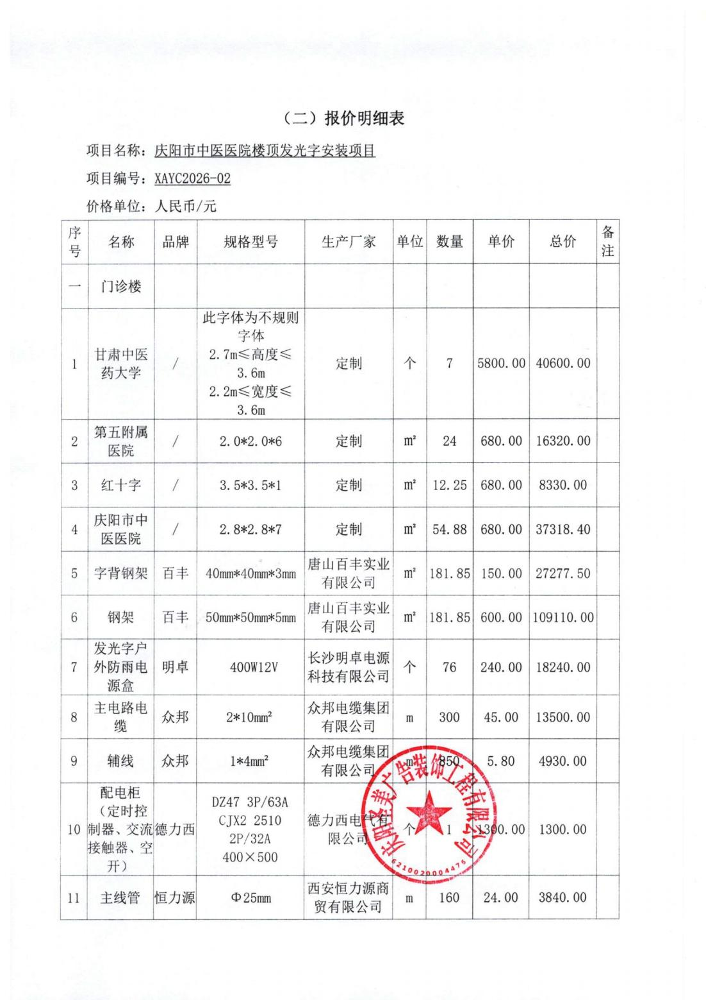 （二）报价明细表
项目名称：庆阳市中医医院楼顶发光字安装项目
项目编号：XAYC2026-02
价格单位：人民币/元
序号 名称 品牌 规格型号 生产厂家 单位 数量 单价 总价 备注
一 门诊楼
1 甘肃中医药大学 / 此字体为不规则字体 2.7m≤高度≤3.6m 2.2m≤宽度≤3.6m 定制 个 7 5800.00 40600.00
2 第五附属医院 / 2.0*2.0*6 定制 m² 24 680.00 16320.00
3 红十字 / 3.5*3.5*1 定制 m² 12.25 680.00 8330.00
4 庆阳市中医医院 / 2.8*2.8*7 定制 m² 54.88 680.00 37318.40
5 字背钢架 百丰 40mm*40mm*3mm 唐山百丰实业有限公司 m² 181.85 150.00 27277.50
6 钢架 百丰 50mm*50mm*5mm 唐山百丰实业有限公司 m² 181.85 600.00 109110.00
7 发光字户外防雨电源盒 明卓 400W12V 长沙明卓电源科技有限公司 个 76 240.00 18240.00
8 主电路电缆 众邦 2*10mm² 众邦电缆集团有限公司 m 300 45.00 13500.00
9 辅线 众邦 1*4mm² 众邦电缆集团有限公司 m 850 5.80 4930.00
10 配电柜（定时控制器、交流接触器、空开） 德力西 DZ47 3P/63A CJX2 2510 2P/32A 400×500 德力西电气有限公司 个 1 1300.00 1300.00
11 主线管 恒力源 Φ25mm 西安恒力源商贸有限公司 m 160 24.00 3840.00
庆阳圣美广告装饰工程有限公司
6210020004475